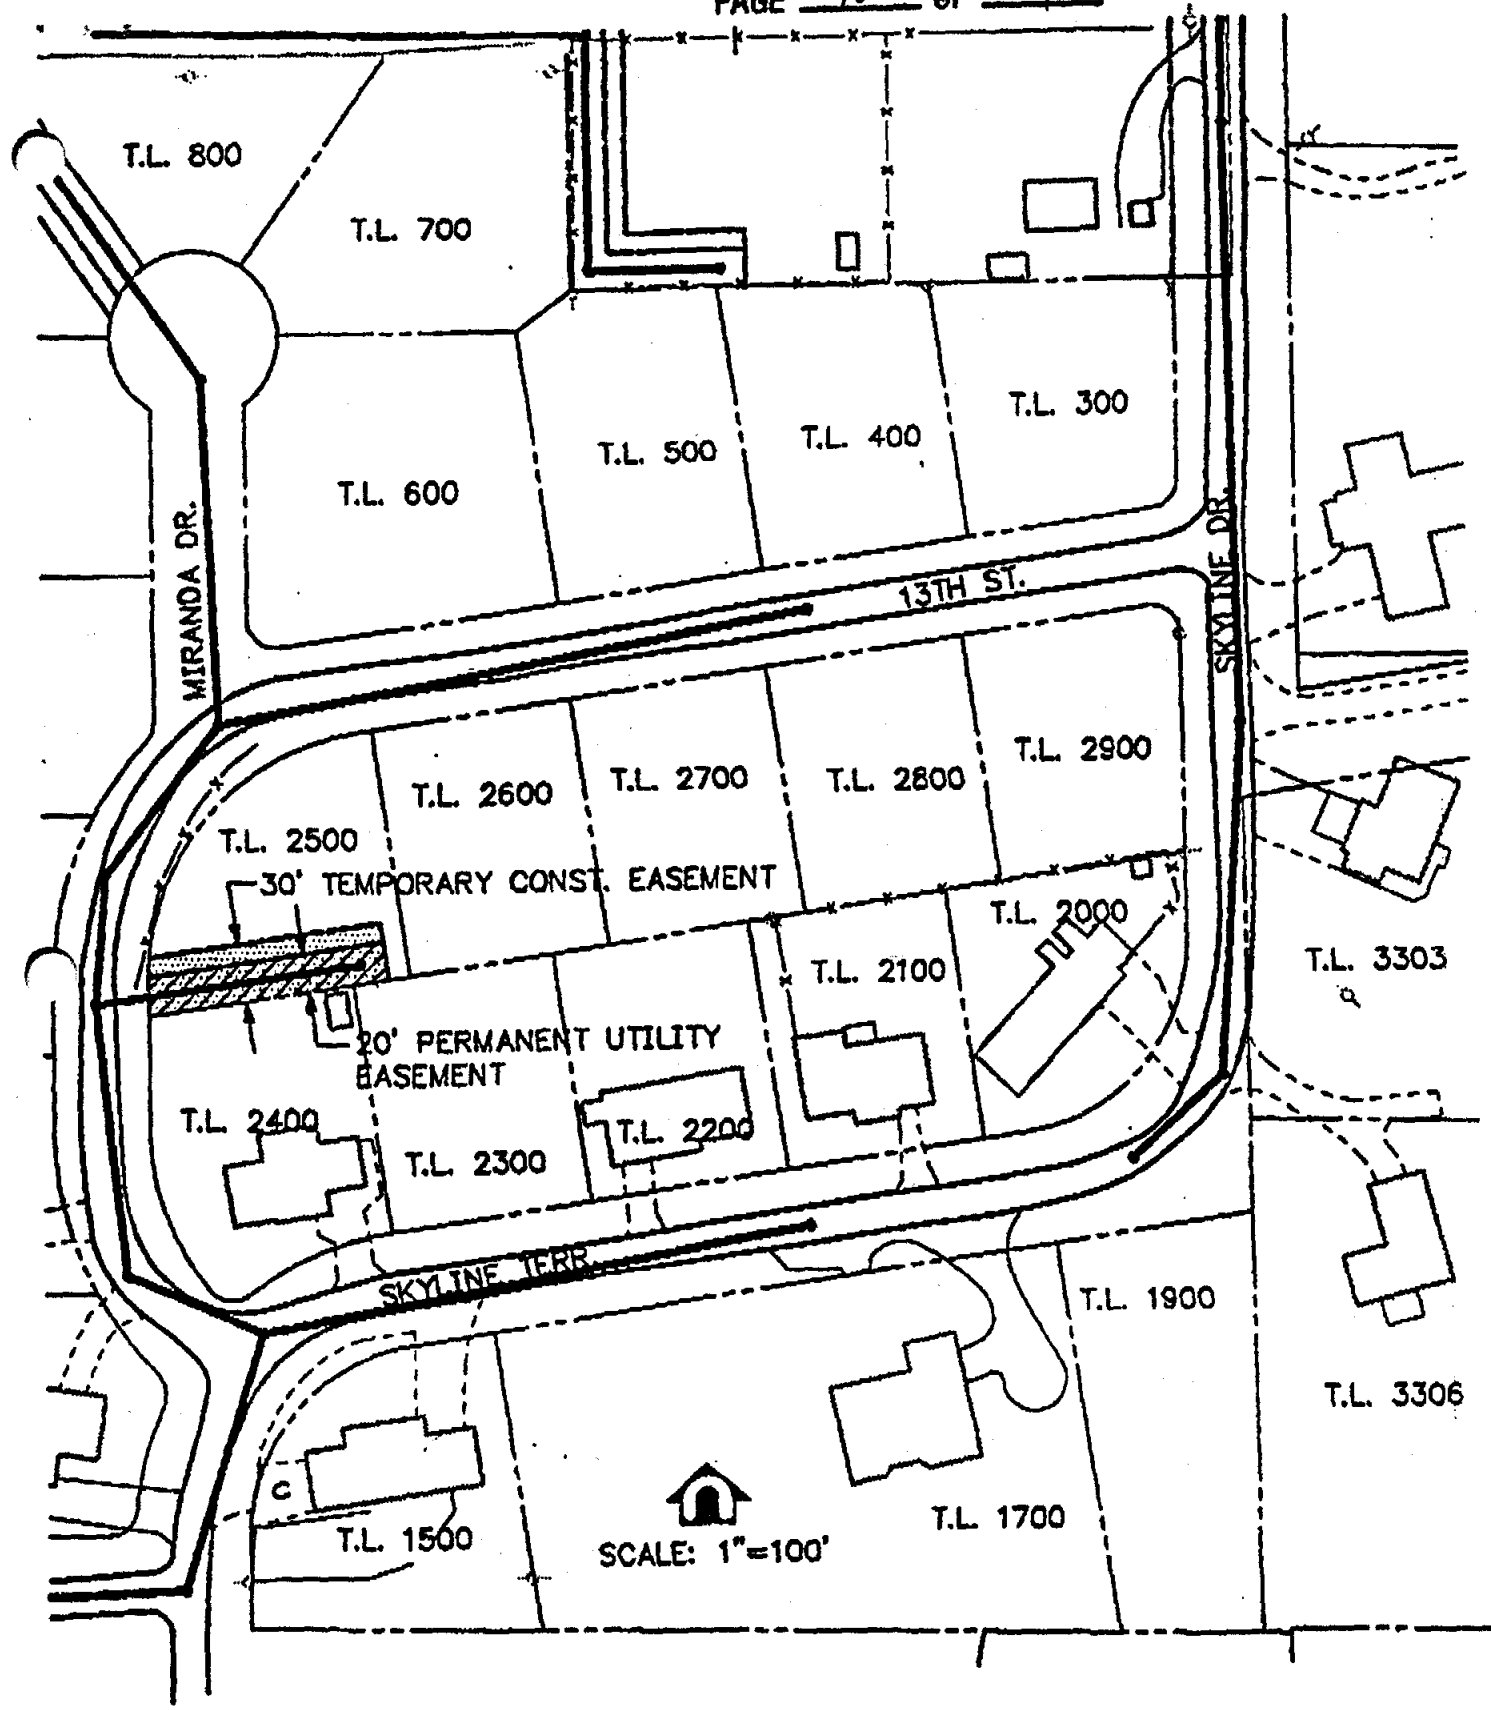 PAGE OF
T.L. 800
T.L. 700
T.L. 300
T.L. 400
T.L. 500
T.L. 600
MIRANDA DR.
13TH ST.
SKYLINE DR.
T.L. 2900
T.L. 2800
T.L. 2700
T.L. 2600
T.L. 2500
30' TEMPORARY CONST. EASEMENT
T.L. 2000
T.L. 2100
T.L. 3303
20' PERMANENT UTILITY
EASEMENT
T.L. 2400
T.L. 2200
T.L. 2300
SKYLINE TERR.
T.L. 1900
T.L. 3306
C
T.L. 1500
T.L. 1700
SCALE: 1"=100'